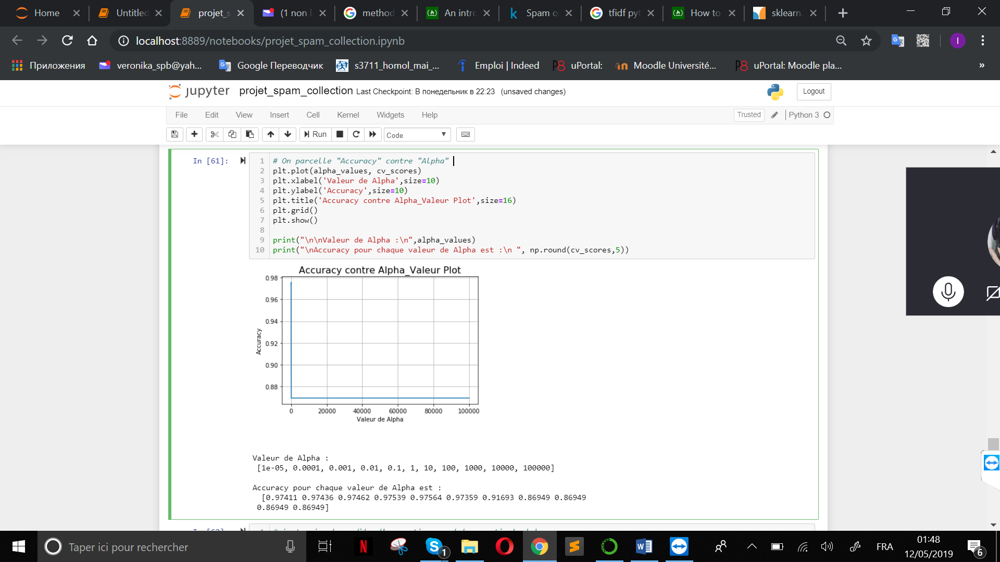 Home
Untitled
projet_s
(1 non l
method
An intro
Spam o
tfidf pyt
How to
sklearn.
localhost:8889/notebooks/projet_spam_collection.ipynb
Приложения veronika_spb@yah... Google Переводчик s3711_homol_mai_... Emploi | Indeed uPortal: Moodle Université... uPortal: Moodle pla... »
jupyter projet_spam_collection Last Checkpoint: В понедельник в 22:23 (unsaved changes) Logout
File Edit View Insert Cell Kernel Widgets Help Trusted Python 3
Run Code
In [61]:
1 # On parcelle "Accuracy" contre "Alpha"
2 plt.plot(alpha_values, cv_scores)
3 plt.xlabel('Valeur de Alpha',size=10)
4 plt.ylabel('Accuracy',size=10)
5 plt.title('Accuracy contre Alpha_Valeur Plot',size=16)
6 plt.grid()
7 plt.show()
8
9 print("\n\nValeur de Alpha :\n",alpha_values)
10 print("\nAccuracy pour chaque valeur de Alpha est :\n ", np.round(cv_scores,5))
Accuracy contre Alpha_Valeur Plot
0.98
0.96
0.94
0.92
0.90
0.88
Accuracy
0 20000 40000 60000 80000 100000
Valeur de Alpha
Valeur de Alpha :
[1e-05, 0.0001, 0.001, 0.01, 0.1, 1, 10, 100, 1000, 10000, 100000]
Accuracy pour chaque valeur de Alpha est :
[0.97411 0.97436 0.97462 0.97539 0.97564 0.97359 0.91693 0.86949 0.86949
0.86949 0.86949]
Taper ici pour rechercher
1
FRA
01:48
12/05/2019
6